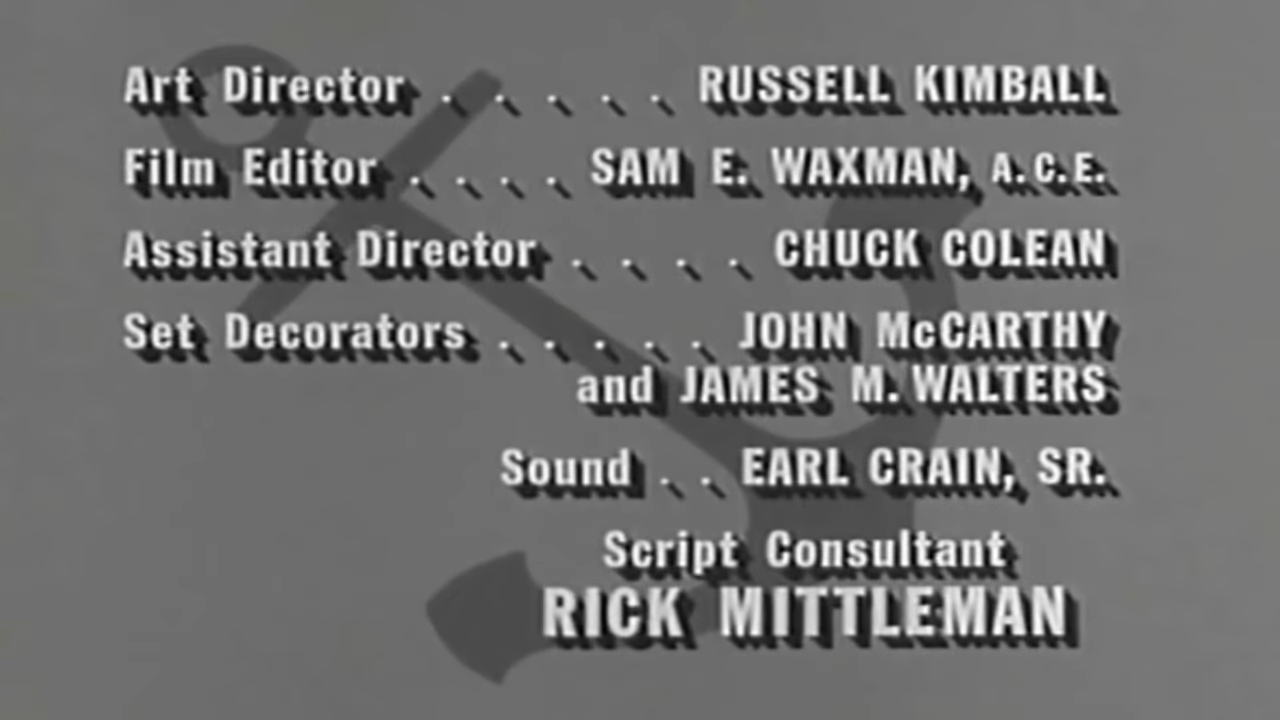 Art Director . . . . . RUSSELL KIMBALL
Film Editor . . . . SAM E. WAXMAN, A.C.E.
Assistant Director . . . . CHUCK COLEAN
Set Decorators . . . . . JOHN McCARTHY
and JAMES M. WALTERS
Sound . . EARL CRAIN, SR.
Script Consultant
RICK MITTLEMAN